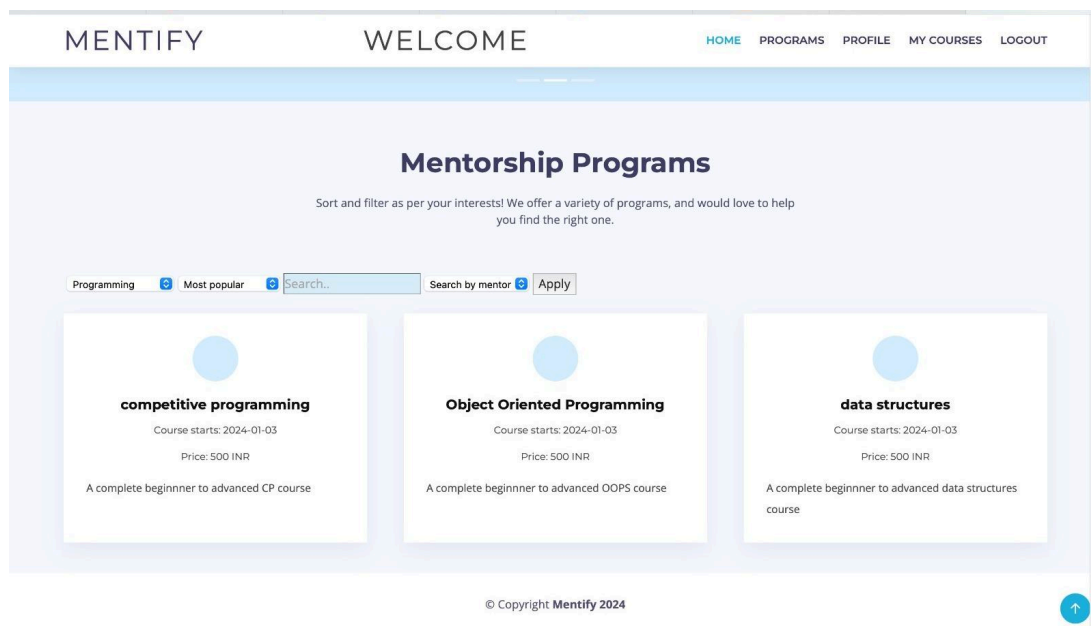 MENTIFY
WELCOME
HOME PROGRAMS PROFILE MY COURSES LOGOUT
Mentorship Programs
Sort and filter as per your interests! We offer a variety of programs, and would love to help
you find the right one.
Programming Most popular Search.. Search by mentor Apply
competitive programming
Course starts: 2024-01-03
Price: 500 INR
A complete beginnner to advanced CP course
Object Oriented Programming
Course starts: 2024-01-03
Price: 500 INR
A complete beginnner to advanced OOPS course
data structures
Course starts: 2024-01-03
Price: 500 INR
A complete beginnner to advanced data structures
course
© Copyright Mentify 2024